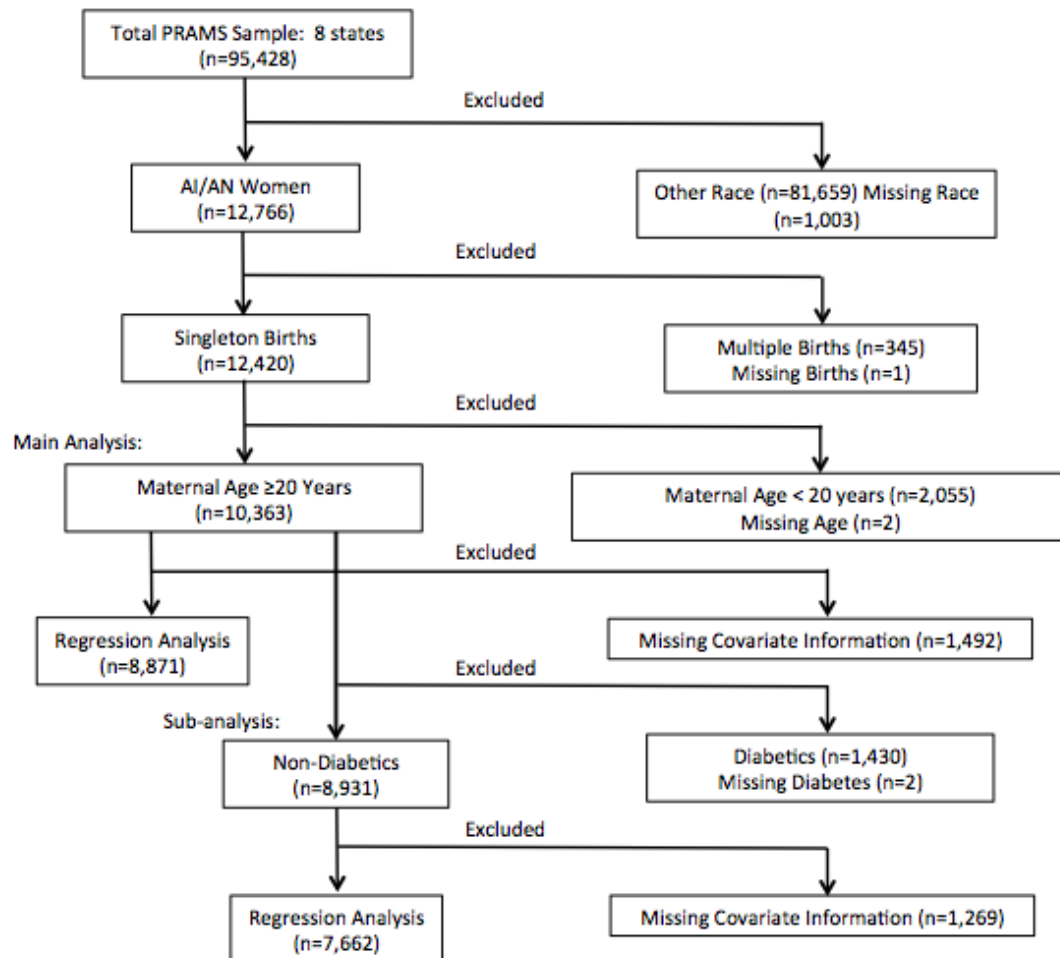 Total PRAMS Sample:  8 states
(n=95,428)
Excluded
AI/AN Women
(n=12,766)
Other Race (n=81,659) Missing Race
(n=1,003)
Excluded
Singleton Births
(n=12,420)
Multiple Births (n=345)
Missing Births (n=1)
Excluded
Main Analysis:
Maternal Age ≥20 Years
(n=10,363)
Maternal Age < 20 years (n=2,055)
Missing Age (n=2)
Excluded
Regression Analysis
(n=8,871)
Missing Covariate Information (n=1,492)
Excluded
Sub-analysis:
Non-Diabetics
(n=8,931)
Diabetics (n=1,430)
Missing Diabetes (n=2)
Excluded
Regression Analysis
(n=7,662)
Missing Covariate Information (n=1,269)